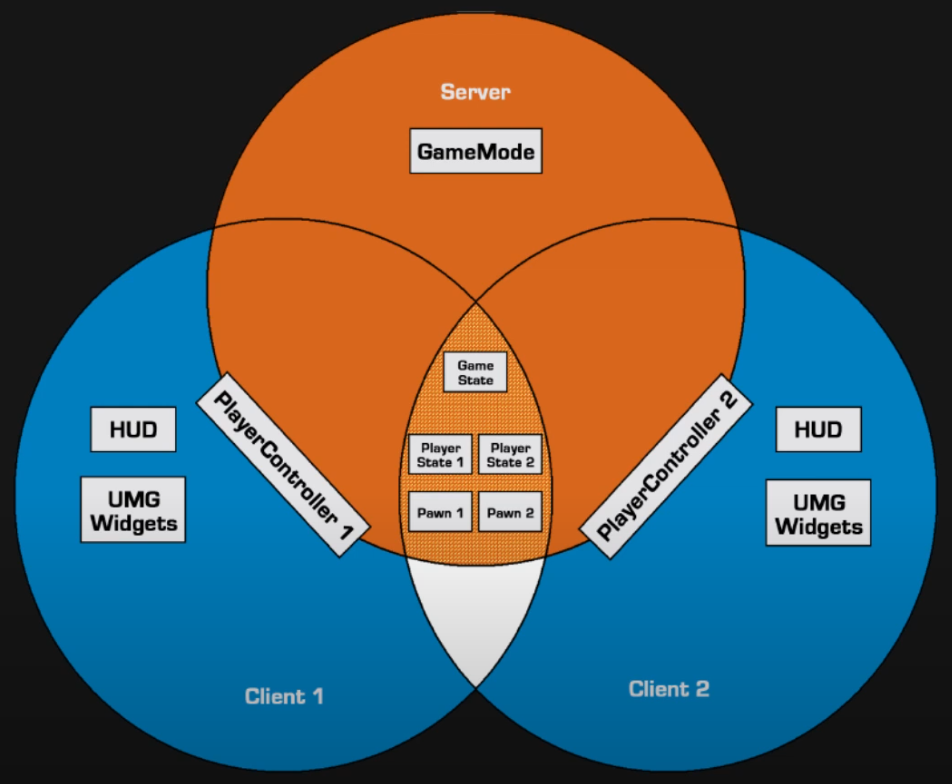 Server
GameMode
Game
State
Player
State 1
Player
State 2
Pawn 1
Pawn 2
PlayerController 1
PlayerController 2
HUD
UMG
Widgets
HUD
UMG
Widgets
Client 1
Client 2